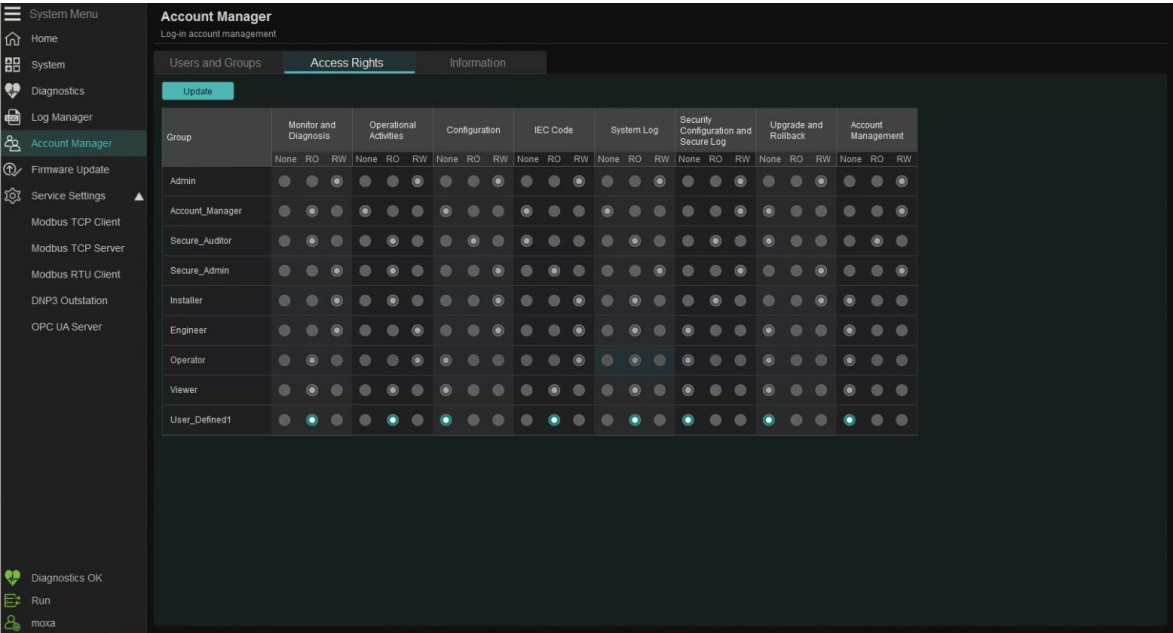 System Menu
Home
System
Diagnostics
Log Manager
Account Manager
Firmware Update
Service Settings
Modbus TCP Client
Modbus TCP Server
Modbus RTU Client
DNP3 Outstation
OPC UA Server
Diagnostics OK
Run
moxa
Account Manager
Log-in account management
Users and Groups Access Rights Information
Update
Group
Monitor and
Diagnosis
Operational
Activities
Configuration
IEC Code
System Log
Security
Configuration and
Secure Log
Upgrade and
Rollback
Account
Management
None RO RW None RO RW None RO RW None RO RW None RO RW None RO RW None RO RW None RO RW
Admin
Account_Manager
Secure_Auditor
Secure_Admin
Installer
Engineer
Operator
Viewer
User_Defined1